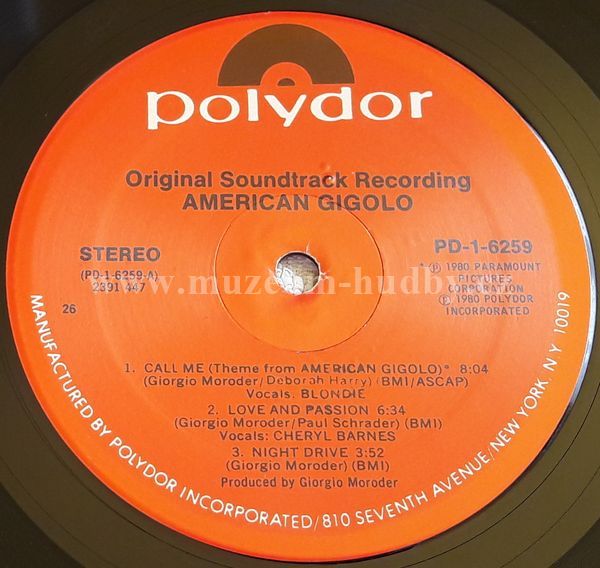 polydor
Original Soundtrack Recording
AMERICAN GIGOLO
STEREO
(PD-1-6259-A)
2391 447
26
PD-1-6259
* ℗ 1980 PARAMOUNT
PICTURES
CORPORATION
℗ 1980 POLYDOR
INCORPORATED
www.muzeum-hudby
1. CALL ME (Theme from AMERICAN GIGOLO)* 8:04
(Giorgio Moroder/Deborah Harry) (BMI/ASCAP)
Vocals: BLONDIE
2. LOVE AND PASSION 6:34
(Giorgio Moroder/Paul Schrader) (BMI)
Vocals: CHERYL BARNES
3. NIGHT DRIVE 3:52
(Giorgio Moroder) (BMI)
Produced by Giorgio Moroder
MANUFACTURED BY POLYDOR INCORPORATED/810 SEVENTH AVENUE/NEW YORK, N Y 10019